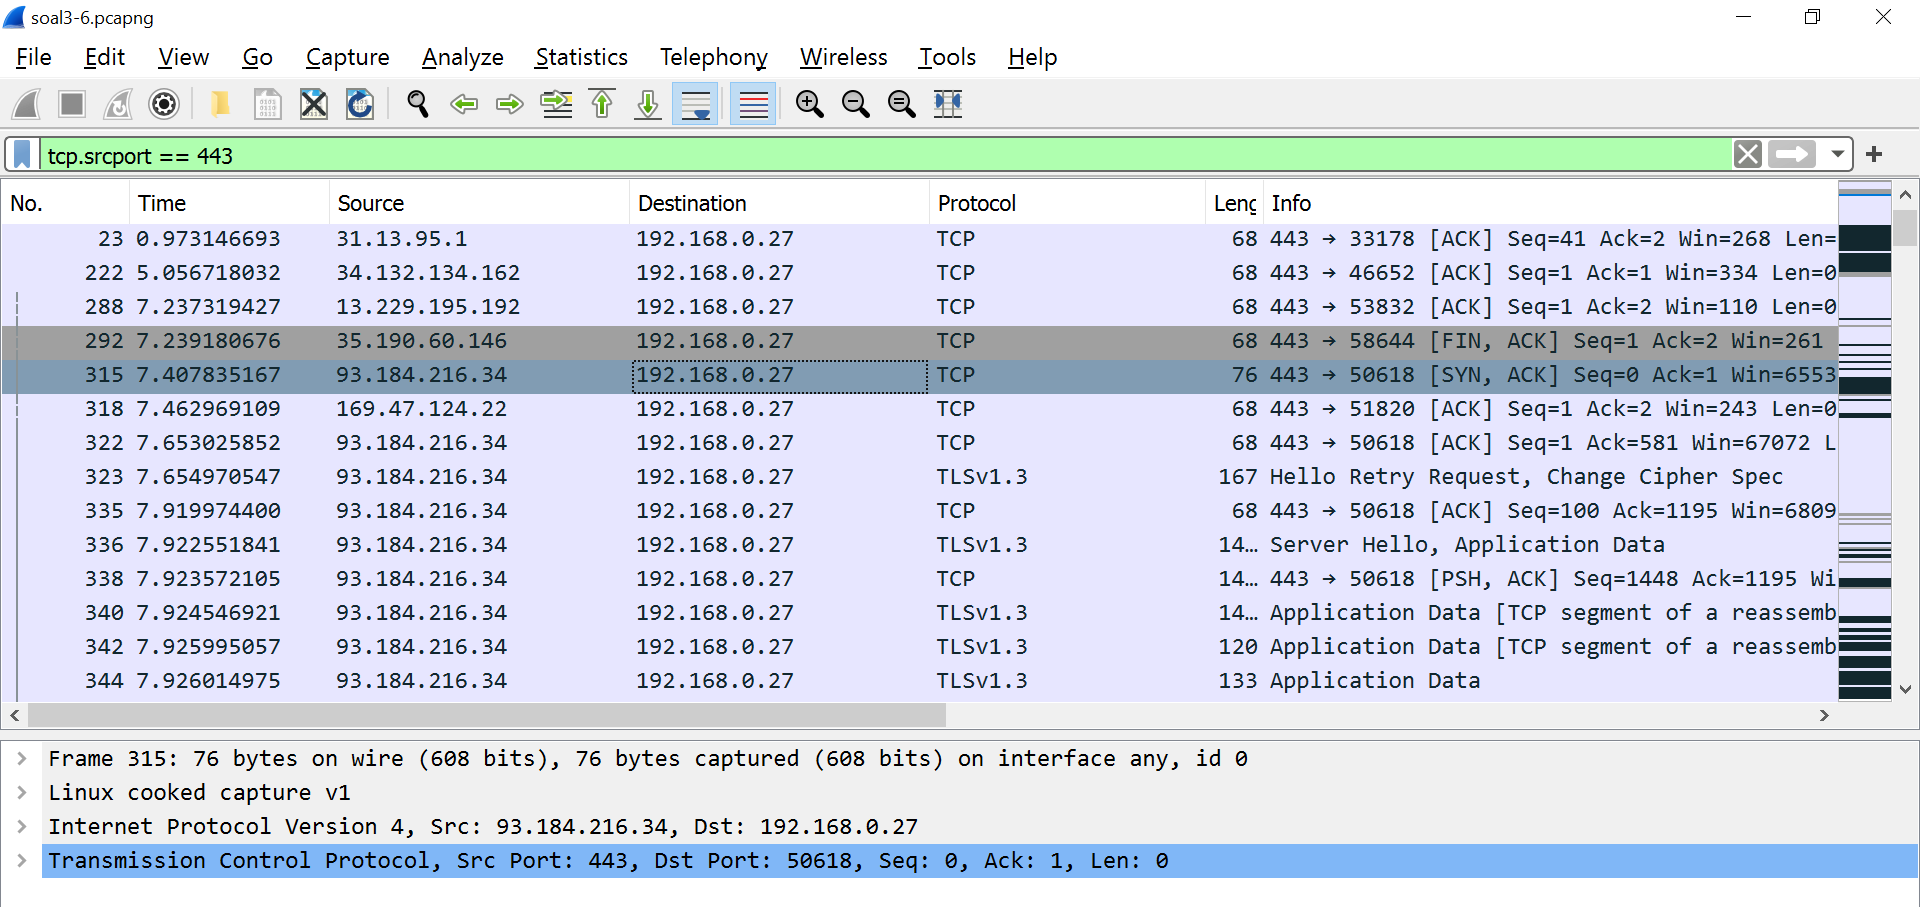 soal3-6.pcapng
File Edit View Go Capture Analyze Statistics Telephony Wireless Tools Help
tcp.srcport == 443
No. Time Source Destination Protocol Leng Info
23 0.973146693 31.13.95.1 192.168.0.27 TCP 68 443 → 33178 [ACK] Seq=41 Ack=2 Win=268 Len=
222 5.056718032 34.132.134.162 192.168.0.27 TCP 68 443 → 46652 [ACK] Seq=1 Ack=1 Win=334 Len=0
288 7.237319427 13.229.195.192 192.168.0.27 TCP 68 443 → 53832 [ACK] Seq=1 Ack=2 Win=110 Len=0
292 7.239180676 35.190.60.146 192.168.0.27 TCP 68 443 → 58644 [FIN, ACK] Seq=1 Ack=2 Win=261
315 7.407835167 93.184.216.34 192.168.0.27 TCP 76 443 → 50618 [SYN, ACK] Seq=0 Ack=1 Win=6553
318 7.462969109 169.47.124.22 192.168.0.27 TCP 68 443 → 51820 [ACK] Seq=1 Ack=2 Win=243 Len=0
322 7.653025852 93.184.216.34 192.168.0.27 TCP 68 443 → 50618 [ACK] Seq=1 Ack=581 Win=67072 L
323 7.654970547 93.184.216.34 192.168.0.27 TLSv1.3 167 Hello Retry Request, Change Cipher Spec
335 7.919974400 93.184.216.34 192.168.0.27 TCP 68 443 → 50618 [ACK] Seq=100 Ack=1195 Win=6809
336 7.922551841 93.184.216.34 192.168.0.27 TLSv1.3 14… Server Hello, Application Data
338 7.923572105 93.184.216.34 192.168.0.27 TCP 14… 443 → 50618 [PSH, ACK] Seq=1448 Ack=1195 Wi
340 7.924546921 93.184.216.34 192.168.0.27 TLSv1.3 14… Application Data [TCP segment of a reassemb
342 7.925995057 93.184.216.34 192.168.0.27 TLSv1.3 120 Application Data [TCP segment of a reassemb
344 7.926014975 93.184.216.34 192.168.0.27 TLSv1.3 133 Application Data
Frame 315: 76 bytes on wire (608 bits), 76 bytes captured (608 bits) on interface any, id 0
Linux cooked capture v1
Internet Protocol Version 4, Src: 93.184.216.34, Dst: 192.168.0.27
Transmission Control Protocol, Src Port: 443, Dst Port: 50618, Seq: 0, Ack: 1, Len: 0